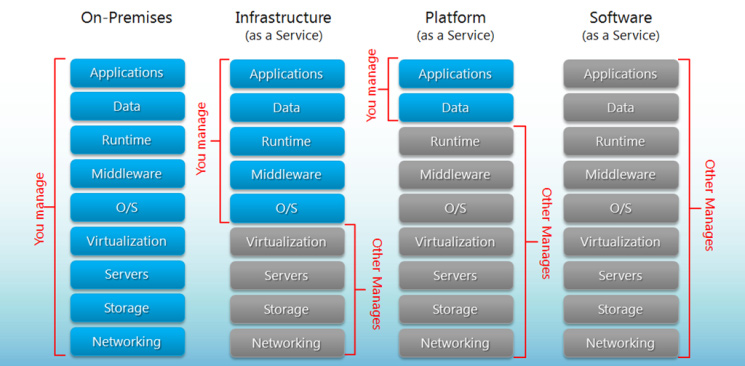 On-Premises
You manage
Applications
Data
Runtime
Middleware
O/S
Virtualization
Servers
Storage
Networking
Infrastructure
(as a Service)
You manage
Applications
Data
Runtime
Middleware
O/S
Virtualization
Servers
Storage
Networking
Other Manages
Platform
(as a Service)
You manage
Applications
Data
Runtime
Middleware
O/S
Virtualization
Servers
Storage
Networking
Other Manages
Software
(as a Service)
Applications
Data
Runtime
Middleware
O/S
Virtualization
Servers
Storage
Networking
Other Manages